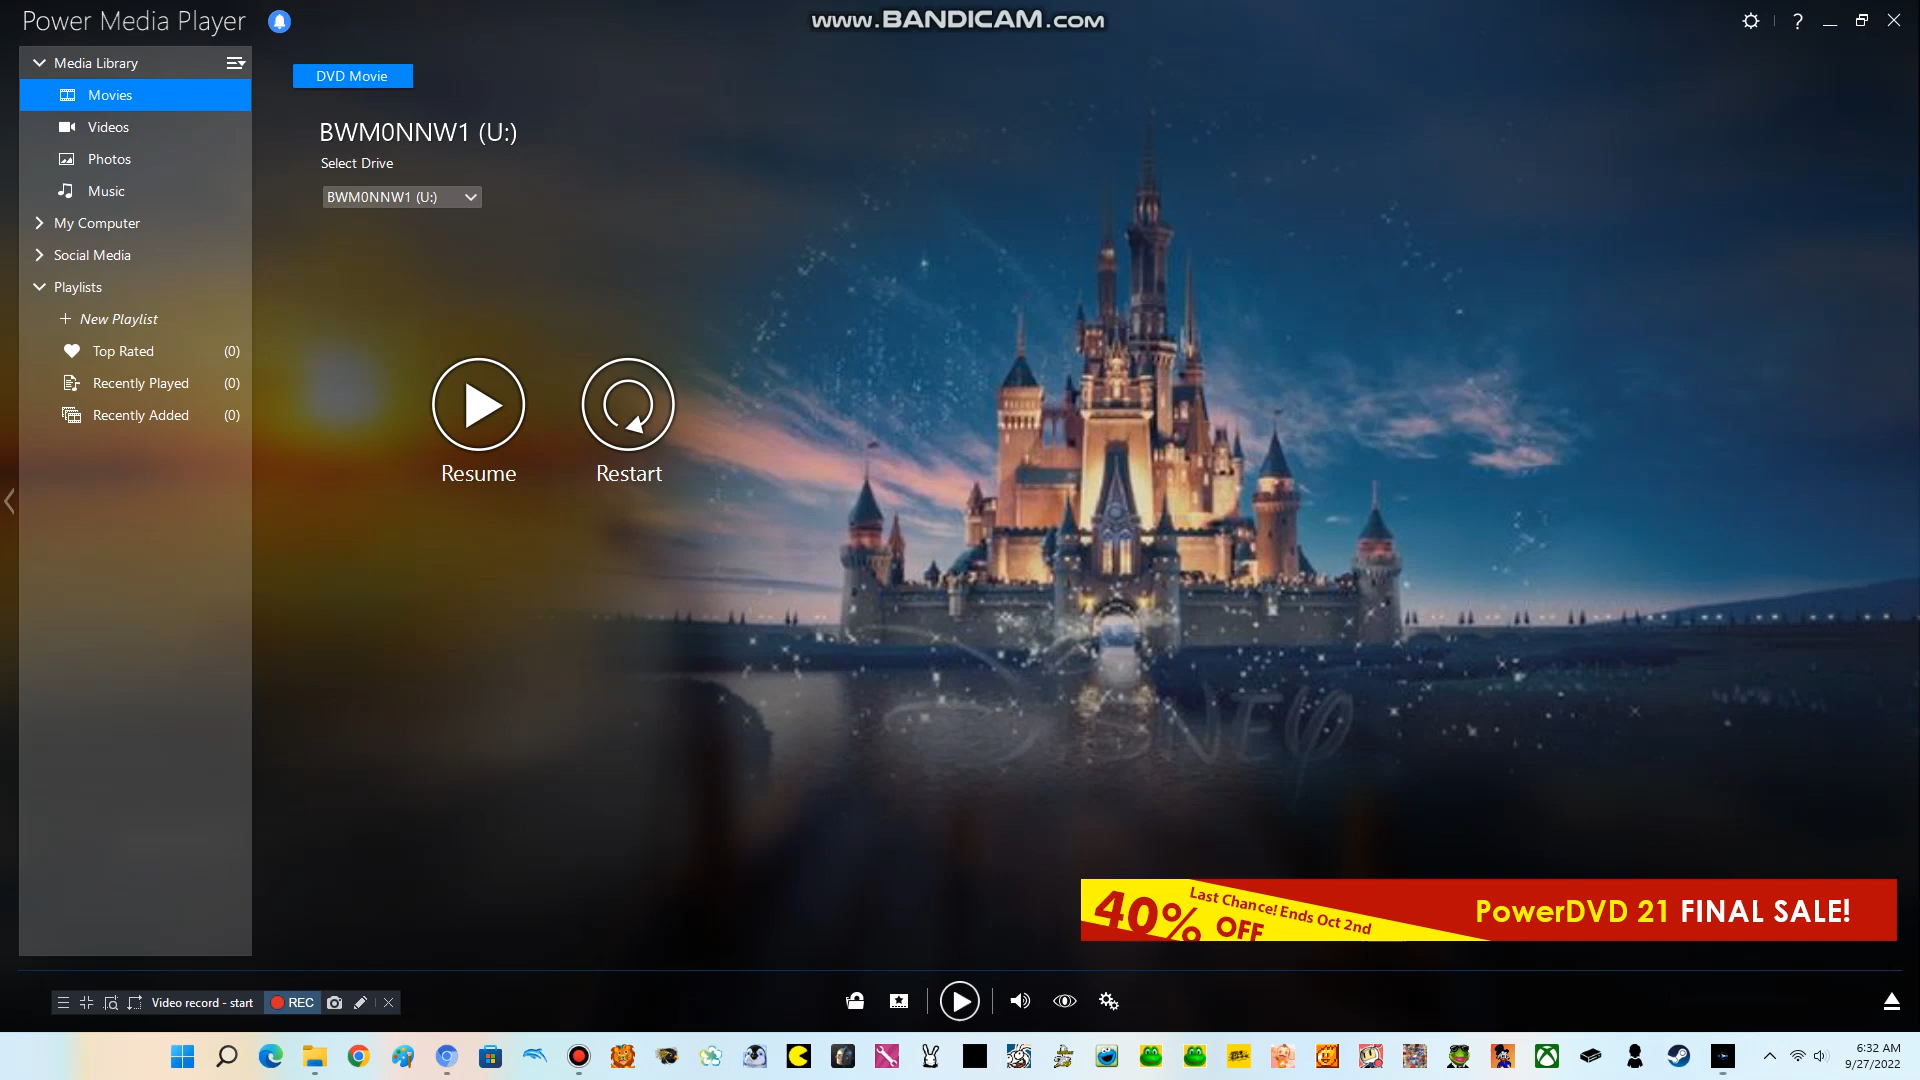 Power Media Player
www.BANDICAM.com
Media Library
Movies
Videos
Photos
Music
My Computer
Social Media
Playlists
New Playlist
Top Rated (0)
Recently Played (0)
Recently Added (0)
DVD Movie
BWM0NNW1 (U:)
Select Drive
BWM0NNW1 (U:)
Resume
Restart
DISNEY
40% OFF
Last Chance! Ends Oct 2nd
PowerDVD 21 FINAL SALE!
Video record - start
REC
6:32 AM
9/27/2022